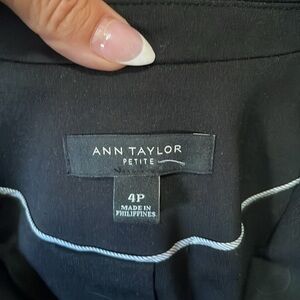 ANN TAYLOR
PETITE
4P
MADE IN
PHILIPPINES